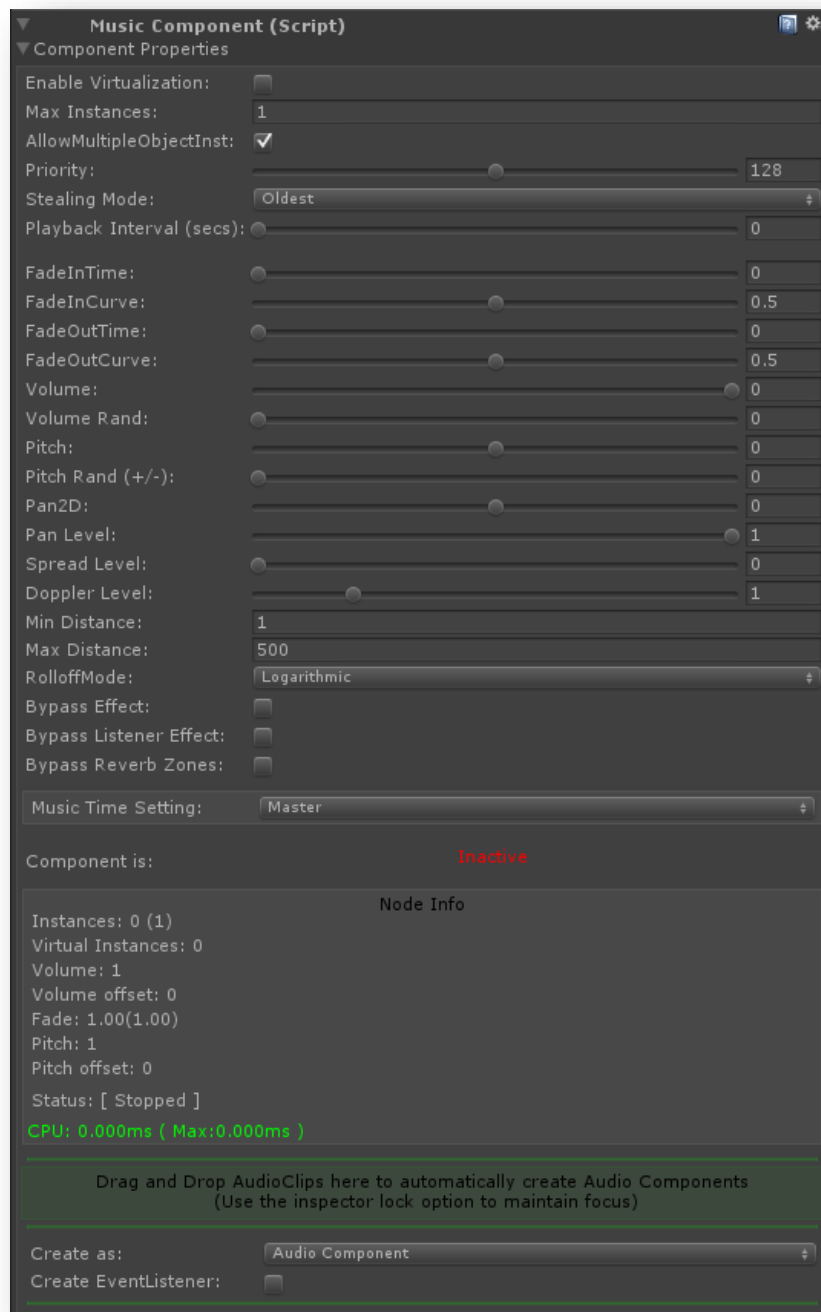 Music Component (Script)
Component Properties
Enable Virtualization:
Max Instances: 1
AllowMultipleObjectInst:
Priority: 128
Stealing Mode: Oldest
Playback Interval (secs): 0
FadeInTime: 0
FadeInCurve: 0.5
FadeOutTime: 0
FadeOutCurve: 0.5
Volume: 0
Volume Rand: 0
Pitch: 0
Pitch Rand (+/-): 0
Pan2D: 0
Pan Level: 1
Spread Level: 0
Doppler Level: 1
Min Distance: 1
Max Distance: 500
RolloffMode: Logarithmic
Bypass Effect:
Bypass Listener Effect:
Bypass Reverb Zones:
Music Time Setting: Master
Component is: Inactive
Node Info
Instances: 0 (1)
Virtual Instances: 0
Volume: 1
Volume offset: 0
Fade: 1.00(1.00)
Pitch: 1
Pitch offset: 0
Status: [ Stopped ]
CPU: 0.000ms ( Max:0.000ms )
Drag and Drop AudioClips here to automatically create Audio Components
(Use the inspector lock option to maintain focus)
Create as: Audio Component
Create EventListener: